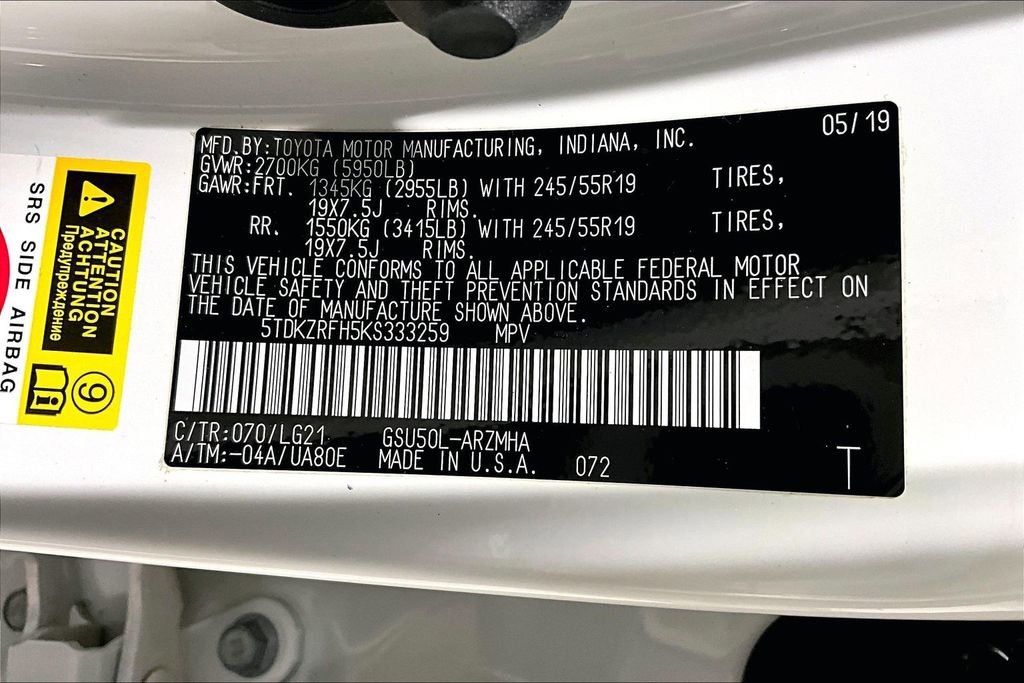 MFD.BY:TOYOTA MOTOR MANUFACTURING, INDIANA, INC. 05/19
GVWR:2700KG (5950LB)
GAWR:FRT. 1345KG (2955LB) WITH 245/55R19 TIRES,
19X7.5J RIMS.
RR. 1550KG (3415LB) WITH 245/55R19 TIRES,
19X7.5J RIMS.
THIS VEHICLE CONFORMS TO ALL APPLICABLE FEDERAL MOTOR
VEHICLE SAFETY AND THEFT PREVENTION STANDARDS IN EFFECT ON
THE DATE OF MANUFACTURE SHOWN ABOVE.
5TDKZRFH5KS333259 MPV
C/TR:070/LG21 GSU50L-ARZMHA
A/TM:-04A/UA80E MADE IN U.S.A. 072
T
CAUTION
ATTENTION
ACHTUNG
Предупреждение
9
i
SRS SIDE AIRBAG